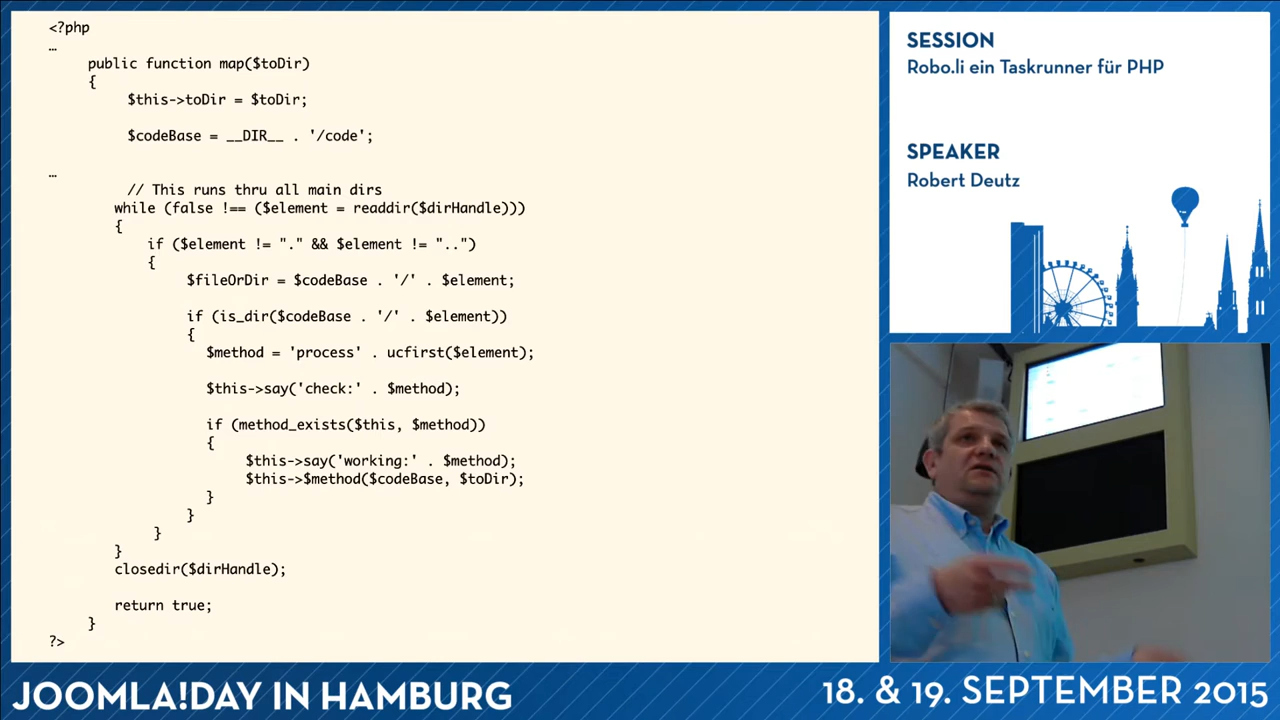 <?php
…
public function map($toDir)
{
$this->toDir = $toDir;
$codeBase = __DIR__ . '/code';
…
// This runs thru all main dirs
while (false !== ($element = readdir($dirHandle)))
{
if ($element != "." && $element != "..")
{
$fileOrDir = $codeBase . '/' . $element;
if (is_dir($codeBase . '/' . $element))
{
$method = 'process' . ucfirst($element);
$this->say('check:' . $method);
if (method_exists($this, $method))
{
$this->say('working:' . $method);
$this->$method($codeBase, $toDir);
}
}
}
}
closedir($dirHandle);
return true;
}
?>
SESSION
Robo.li ein Taskrunner für PHP
SPEAKER
Robert Deutz
JOOMLA!DAY IN HAMBURG
18. & 19. SEPTEMBER 2015